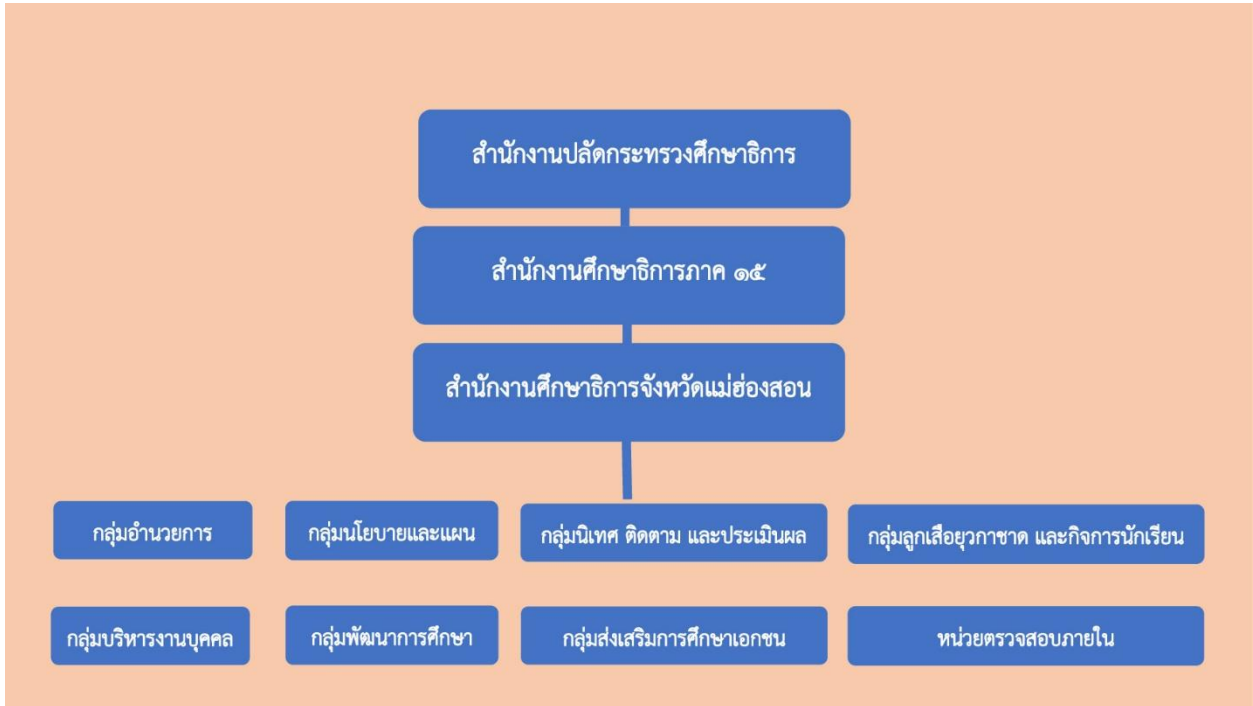 สำนักงานปลัดกระทรวงศึกษาธิการ
สำนักงานศึกษาธิการภาค ๑๕
สำนักงานศึกษาธิการจังหวัดแม่ฮ่องสอน
กลุ่มอำนวยการ
กลุ่มนโยบายและแผน
กลุ่มนิเทศ ติดตาม และประเมินผล
กลุ่มลูกเสือยุวกาชาด และกิจการนักเรียน
กลุ่มบริหารงานบุคคล
กลุ่มพัฒนาการศึกษา
กลุ่มส่งเสริมการศึกษาเอกชน
หน่วยตรวจสอบภายใน